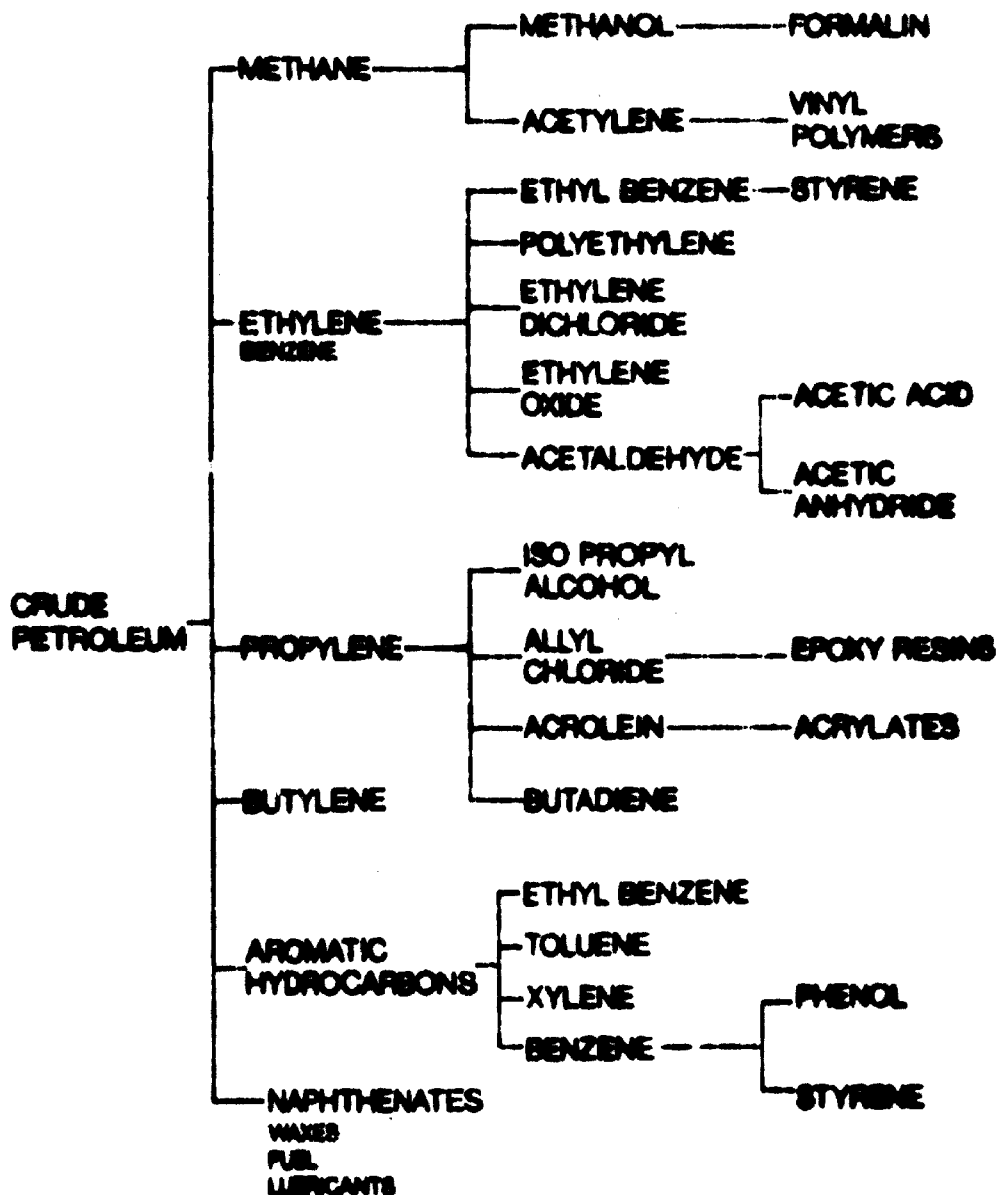 CRUDE
PETROLEUM
METHANE
METHANOL
FORMALIN
ACETYLENE
VINYL
POLYMERS
ETHYLENE
BENZENE
ETHYL BENZENE
STYRENE
POLYETHYLENE
ETHYLENE
DICHLORIDE
ETHYLENE
OXIDE
ACETALDEHYDE
ACETIC ACID
ACETIC
ANHYDRIDE
PROPYLENE
ISO PROPYL
ALCOHOL
ALLYL
CHLORIDE
EPOXY RESINS
ACROLEIN
ACRYLATES
BUTADIENE
BUTYLENE
AROMATIC
HYDROCARBONS
ETHYL BENZENE
TOLUENE
XYLENE
BENZENE
PHENOL
STYRENE
NAPHTHENATES
WAXES
FUEL
LUBRICANTS